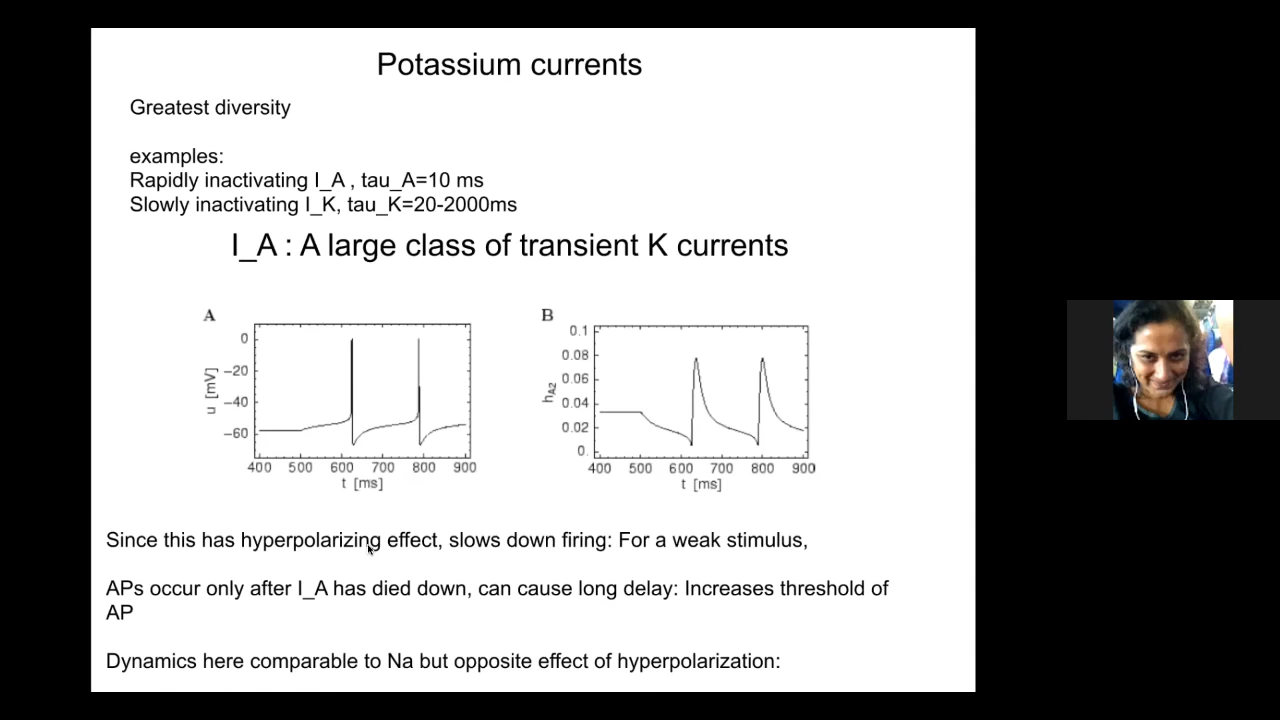 Potassium currents
Greatest diversity
examples:
Rapidly inactivating I_A , tau_A=10 ms
Slowly inactivating I_K, tau_K=20-2000ms
I_A : A large class of transient K currents
A
0
−20
−40
−60
u [mV]
400 500 600 700 800 900
t [ms]
B
0.1
0.08
0.06
0.04
0.02
0.
hA2
400 500 600 700 800 900
t [ms]
Since this has hyperpolarizing effect, slows down firing: For a weak stimulus,
APs occur only after I_A has died down, can cause long delay: Increases threshold of
AP
Dynamics here comparable to Na but opposite effect of hyperpolarization: